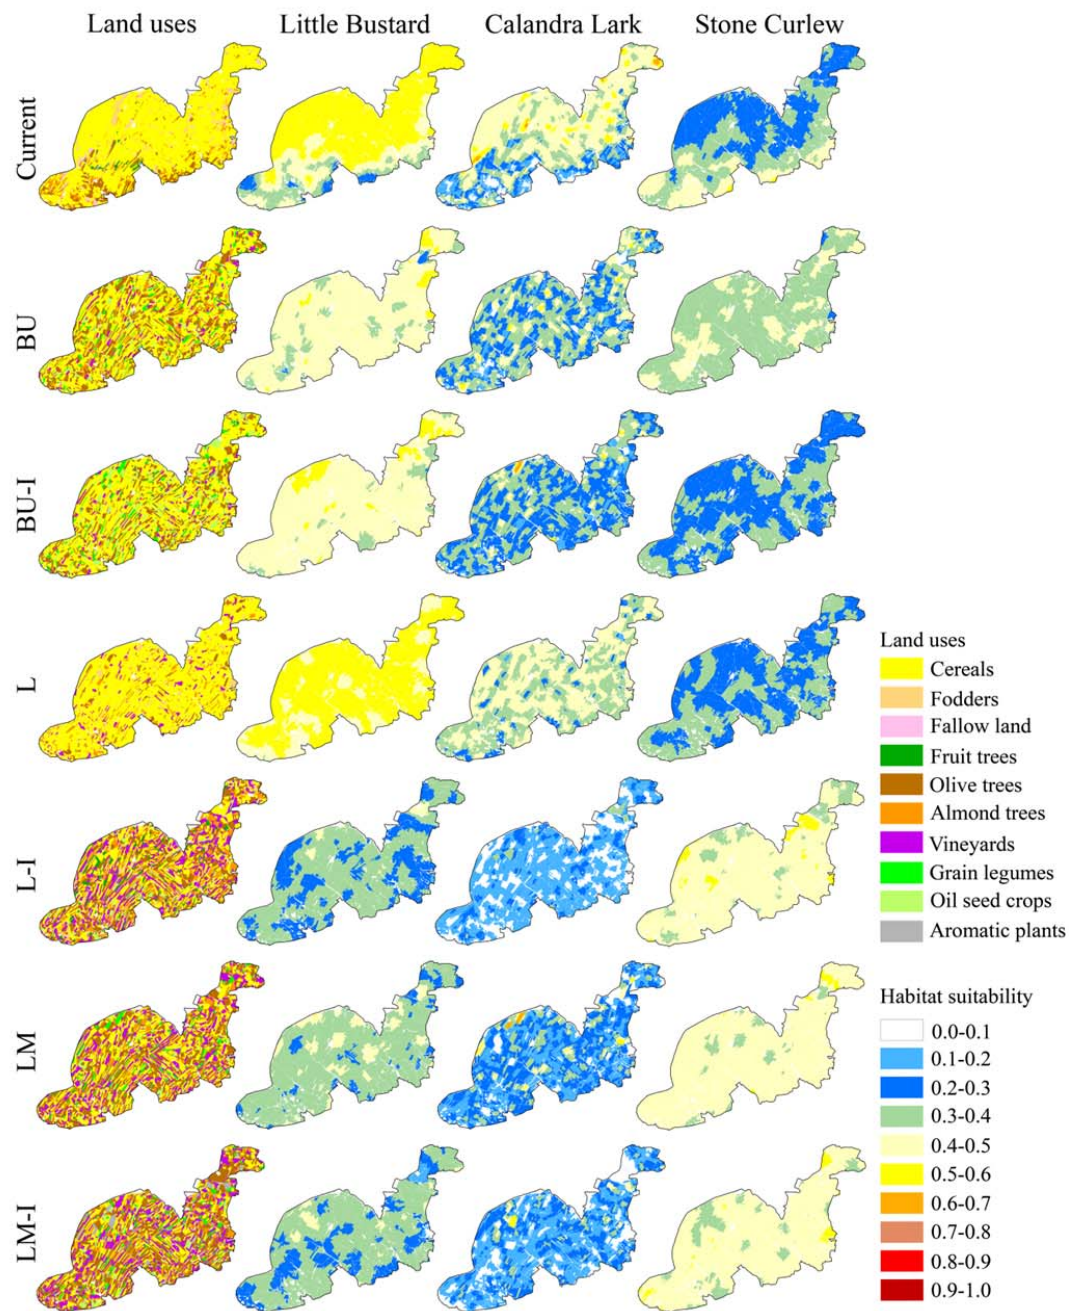 Land uses
Little Bustard
Calandra Lark
Stone Curlew
Current
BU
BU-I
L
L-I
LM
LM-I
Land uses
Cereals
Fodders
Fallow land
Fruit trees
Olive trees
Almond trees
Vineyards
Grain legumes
Oil seed crops
Aromatic plants
Habitat suitability
0.0-0.1
0.1-0.2
0.2-0.3
0.3-0.4
0.4-0.5
0.5-0.6
0.6-0.7
0.7-0.8
0.8-0.9
0.9-1.0